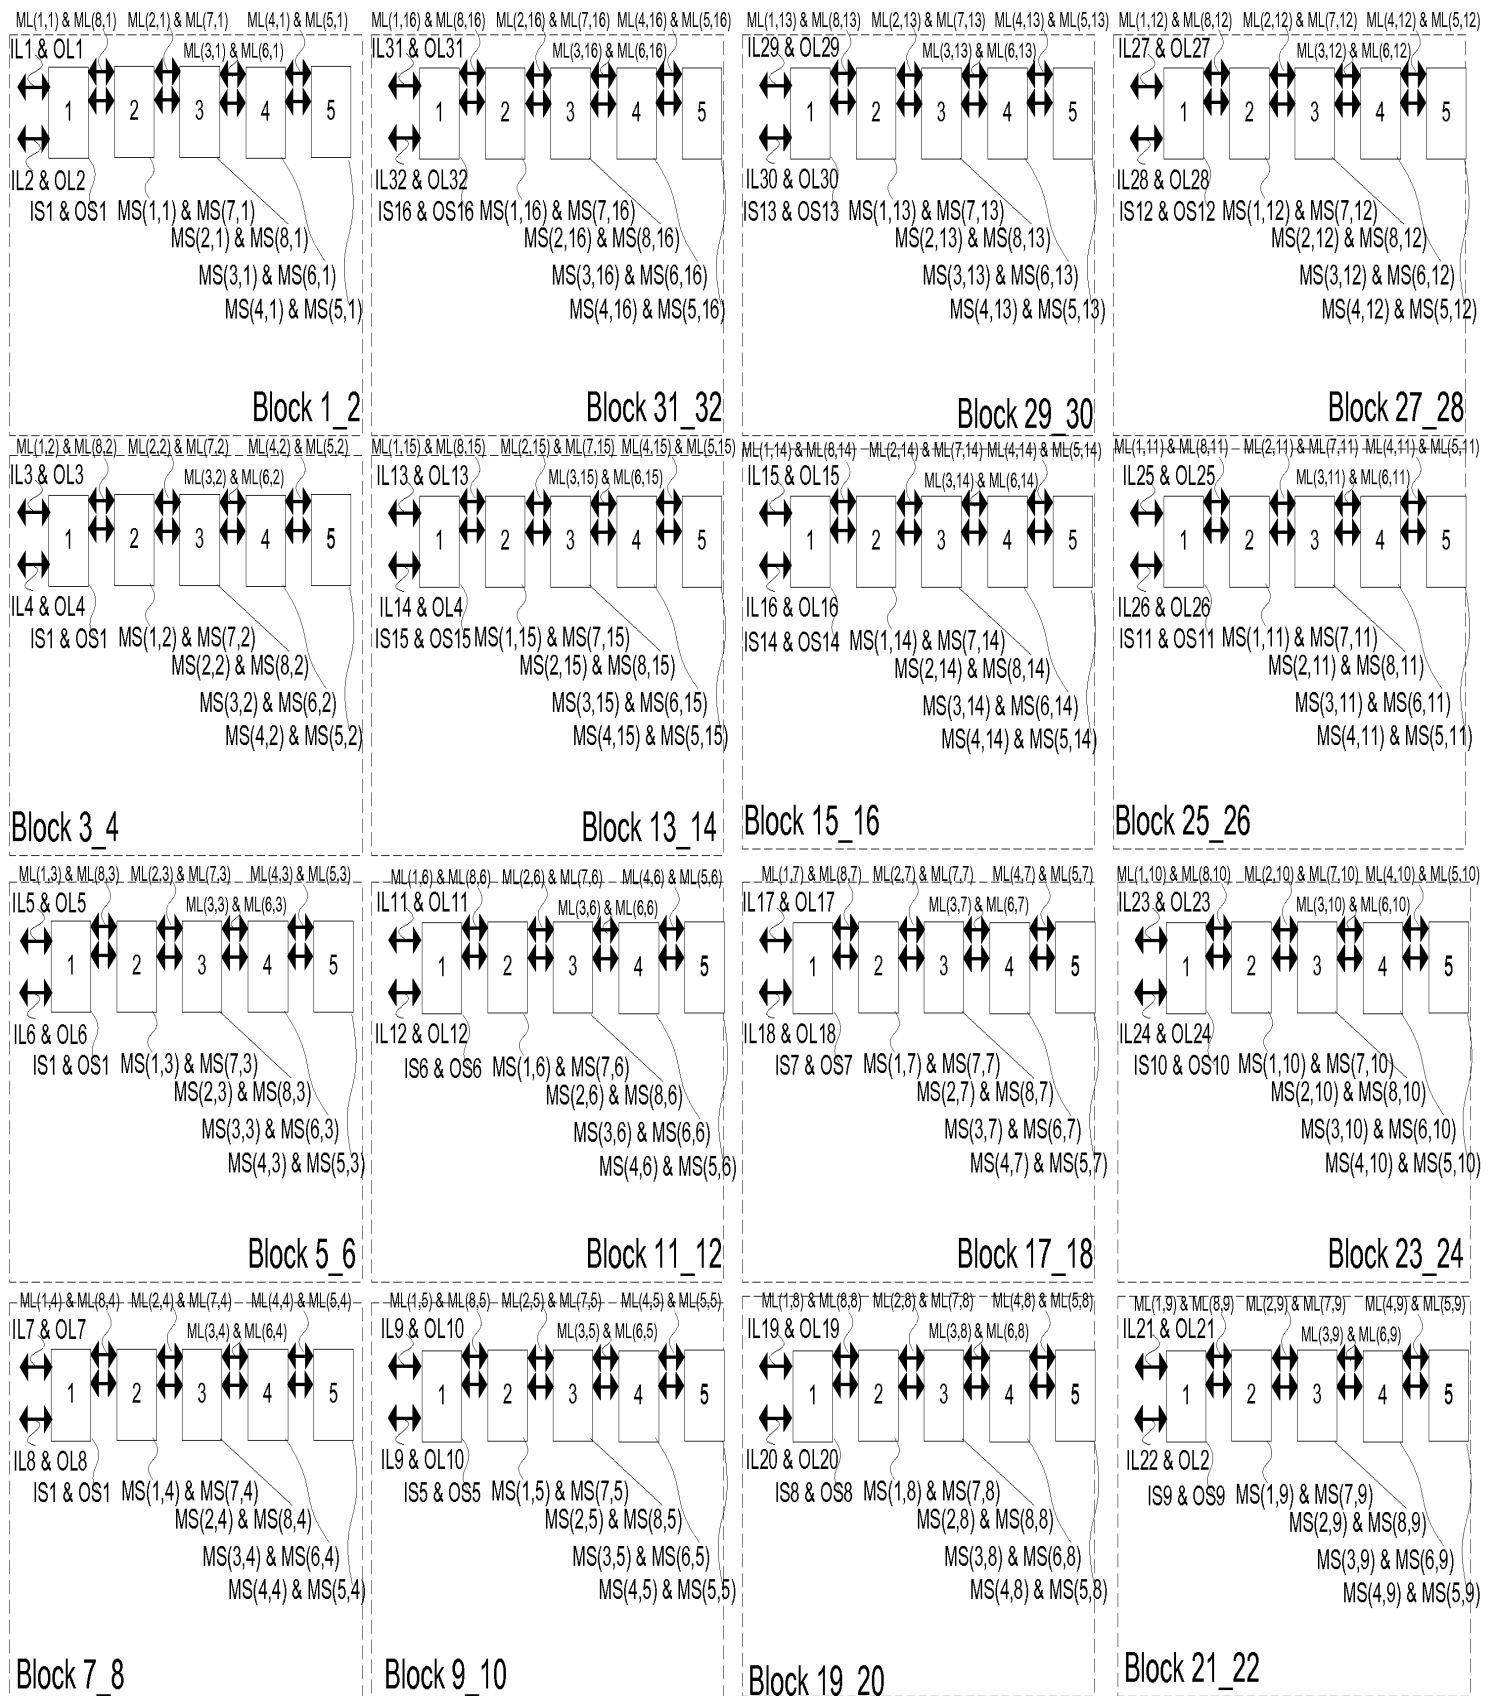 ML(1,1) & ML(8,1) ML(2,1) & ML(7,1) ML(4,1) & ML(5,1)
IL1 & OL1 ML(3,1) & ML(6,1)
1 2 3 4 5
IL2 & OL2
IS1 & OS1 MS(1,1) & MS(7,1)
MS(2,1) & MS(8,1)
MS(3,1) & MS(6,1)
MS(4,1) & MS(5,1)
Block 1_2
ML(1,16) & ML(8,16) ML(2,16) & ML(7,16) ML(4,16) & ML(5,16)
IL31 & OL31 ML(3,16) & ML(6,16)
1 2 3 4 5
IL32 & OL32
IS16 & OS16 MS(1,16) & MS(7,16)
MS(2,16) & MS(8,16)
MS(3,16) & MS(6,16)
MS(4,16) & MS(5,16)
Block 31_32
ML(1,13) & ML(8,13) ML(2,13) & ML(7,13) ML(4,13) & ML(5,13)
IL29 & OL29 ML(3,13) & ML(6,13)
1 2 3 4 5
IL30 & OL30
IS13 & OS13 MS(1,13) & MS(7,13)
MS(2,13) & MS(8,13)
MS(3,13) & MS(6,13)
MS(4,13) & MS(5,13)
Block 29_30
ML(1,12) & ML(8,12) ML(2,12) & ML(7,12) ML(4,12) & ML(5,12)
IL27 & OL27 ML(3,12) & ML(6,12)
1 2 3 4 5
IL28 & OL28
IS12 & OS12 MS(1,12) & MS(7,12)
MS(2,12) & MS(8,12)
MS(3,12) & MS(6,12)
MS(4,12) & MS(5,12)
Block 27_28
ML(1,2) & ML(8,2) ML(2,2) & ML(7,2) ML(4,2) & ML(5,2)
IL3 & OL3 ML(3,2) & ML(6,2)
1 2 3 4 5
IL4 & OL4
IS1 & OS1 MS(1,2) & MS(7,2)
MS(2,2) & MS(8,2)
MS(3,2) & MS(6,2)
MS(4,2) & MS(5,2)
Block 3_4
ML(1,15) & ML(8,15) ML(2,15) & ML(7,15) ML(4,15) & ML(5,15)
IL13 & OL13 ML(3,15) & ML(6,15)
1 2 3 4 5
IL14 & OL4
IS15 & OS15 MS(1,15) & MS(7,15)
MS(2,15) & MS(8,15)
MS(3,15) & MS(6,15)
MS(4,15) & MS(5,15)
Block 13_14
ML(1,14) & ML(8,14) ML(2,14) & ML(7,14) ML(4,14) & ML(5,14)
IL15 & OL15 ML(3,14) & ML(6,14)
1 2 3 4 5
IL16 & OL16
IS14 & OS14 MS(1,14) & MS(7,14)
MS(2,14) & MS(8,14)
MS(3,14) & MS(6,14)
MS(4,14) & MS(5,14)
Block 15_16
ML(1,11) & ML(8,11) ML(2,11) & ML(7,11) ML(4,11) & ML(5,11)
IL25 & OL25 ML(3,11) & ML(6,11)
1 2 3 4 5
IL26 & OL26
IS11 & OS11 MS(1,11) & MS(7,11)
MS(2,11) & MS(8,11)
MS(3,11) & MS(6,11)
MS(4,11) & MS(5,11)
Block 25_26
ML(1,3) & ML(8,3) ML(2,3) & ML(7,3) ML(4,3) & ML(5,3)
IL5 & OL5 ML(3,3) & ML(6,3)
1 2 3 4 5
IL6 & OL6
IS1 & OS1 MS(1,3) & MS(7,3)
MS(2,3) & MS(8,3)
MS(3,3) & MS(6,3)
MS(4,3) & MS(5,3)
Block 5_6
ML(1,6) & ML(8,6) ML(2,6) & ML(7,6) ML(4,6) & ML(5,6)
IL11 & OL11 ML(3,6) & ML(6,6)
1 2 3 4 5
IL12 & OL12
IS6 & OS6 MS(1,6) & MS(7,6)
MS(2,6) & MS(8,6)
MS(3,6) & MS(6,6)
MS(4,6) & MS(5,6)
Block 11_12
ML(1,7) & ML(8,7) ML(2,7) & ML(7,7) ML(4,7) & ML(5,7)
IL17 & OL17 ML(3,7) & ML(6,7)
1 2 3 4 5
IL18 & OL18
IS7 & OS7 MS(1,7) & MS(7,7)
MS(2,7) & MS(8,7)
MS(3,7) & MS(6,7)
MS(4,7) & MS(5,7)
Block 17_18
ML(1,10) & ML(8,10) ML(2,10) & ML(7,10) ML(4,10) & ML(5,10)
IL23 & OL23 ML(3,10) & ML(6,10)
1 2 3 4 5
IL24 & OL24
IS10 & OS10 MS(1,10) & MS(7,10)
MS(2,10) & MS(8,10)
MS(3,10) & MS(6,10)
MS(4,10) & MS(5,10)
Block 23_24
ML(1,4) & ML(8,4) ML(2,4) & ML(7,4) ML(4,4) & ML(5,4)
IL7 & OL7 ML(3,4) & ML(6,4)
1 2 3 4 5
IL8 & OL8
IS1 & OS1 MS(1,4) & MS(7,4)
MS(2,4) & MS(8,4)
MS(3,4) & MS(6,4)
MS(4,4) & MS(5,4)
Block 7_8
ML(1,5) & ML(8,5) ML(2,5) & ML(7,5) ML(4,5) & ML(5,5)
IL9 & OL10 ML(3,5) & ML(6,5)
1 2 3 4 5
IL9 & OL10
IS5 & OS5 MS(1,5) & MS(7,5)
MS(2,5) & MS(8,5)
MS(3,5) & MS(6,5)
MS(4,5) & MS(5,5)
Block 9_10
ML(1,8) & ML(8,8) ML(2,8) & ML(7,8) ML(4,8) & ML(5,8)
IL19 & OL19 ML(3,8) & ML(6,8)
1 2 3 4 5
IL20 & OL20
IS8 & OS8 MS(1,8) & MS(7,8)
MS(2,8) & MS(8,8)
MS(3,8) & MS(6,8)
MS(4,8) & MS(5,8)
Block 19_20
ML(1,9) & ML(8,9) ML(2,9) & ML(7,9) ML(4,9) & ML(5,9)
IL21 & OL21 ML(3,9) & ML(6,9)
1 2 3 4 5
IL22 & OL2
IS9 & OS9 MS(1,9) & MS(7,9)
MS(2,9) & MS(8,9)
MS(3,9) & MS(6,9)
MS(4,9) & MS(5,9)
Block 21_22